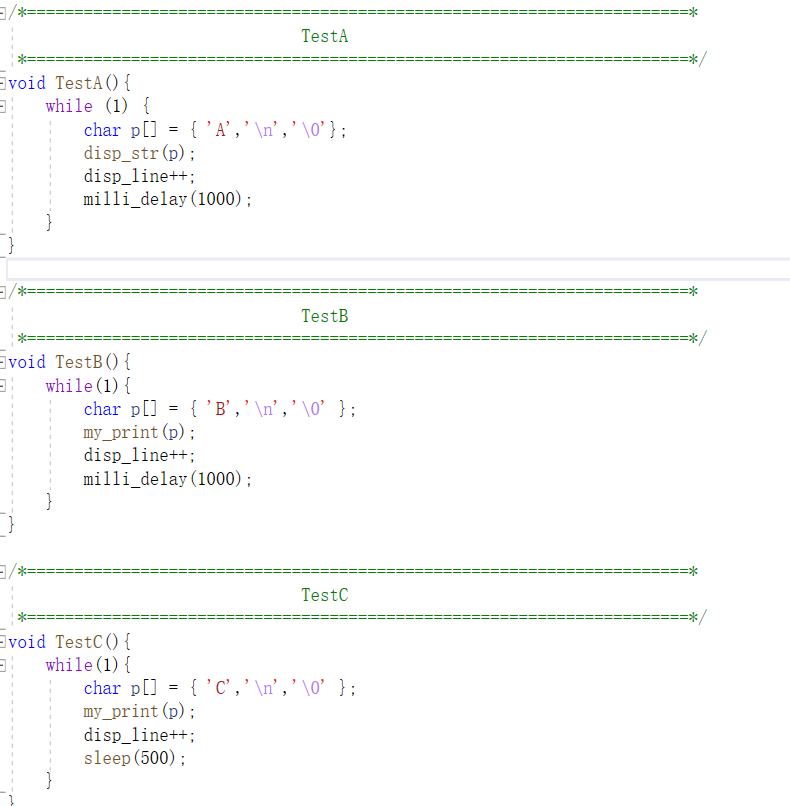 /*======================================================================*
                               TestA
 *======================================================================*/
void TestA(){
    while (1) {
        char p[] = { 'A','\n','\0'};
        disp_str(p);
        disp_line++;
        milli_delay(1000);
    }
}
/*======================================================================*
                               TestB
 *======================================================================*/
void TestB(){
    while(1){
        char p[] = { 'B','\n','\0' };
        my_print(p);
        disp_line++;
        milli_delay(1000);
    }
}
/*======================================================================*
                               TestC
 *======================================================================*/
void TestC(){
    while(1){
        char p[] = { 'C','\n','\0' };
        my_print(p);
        disp_line++;
        sleep(500);
    }
}